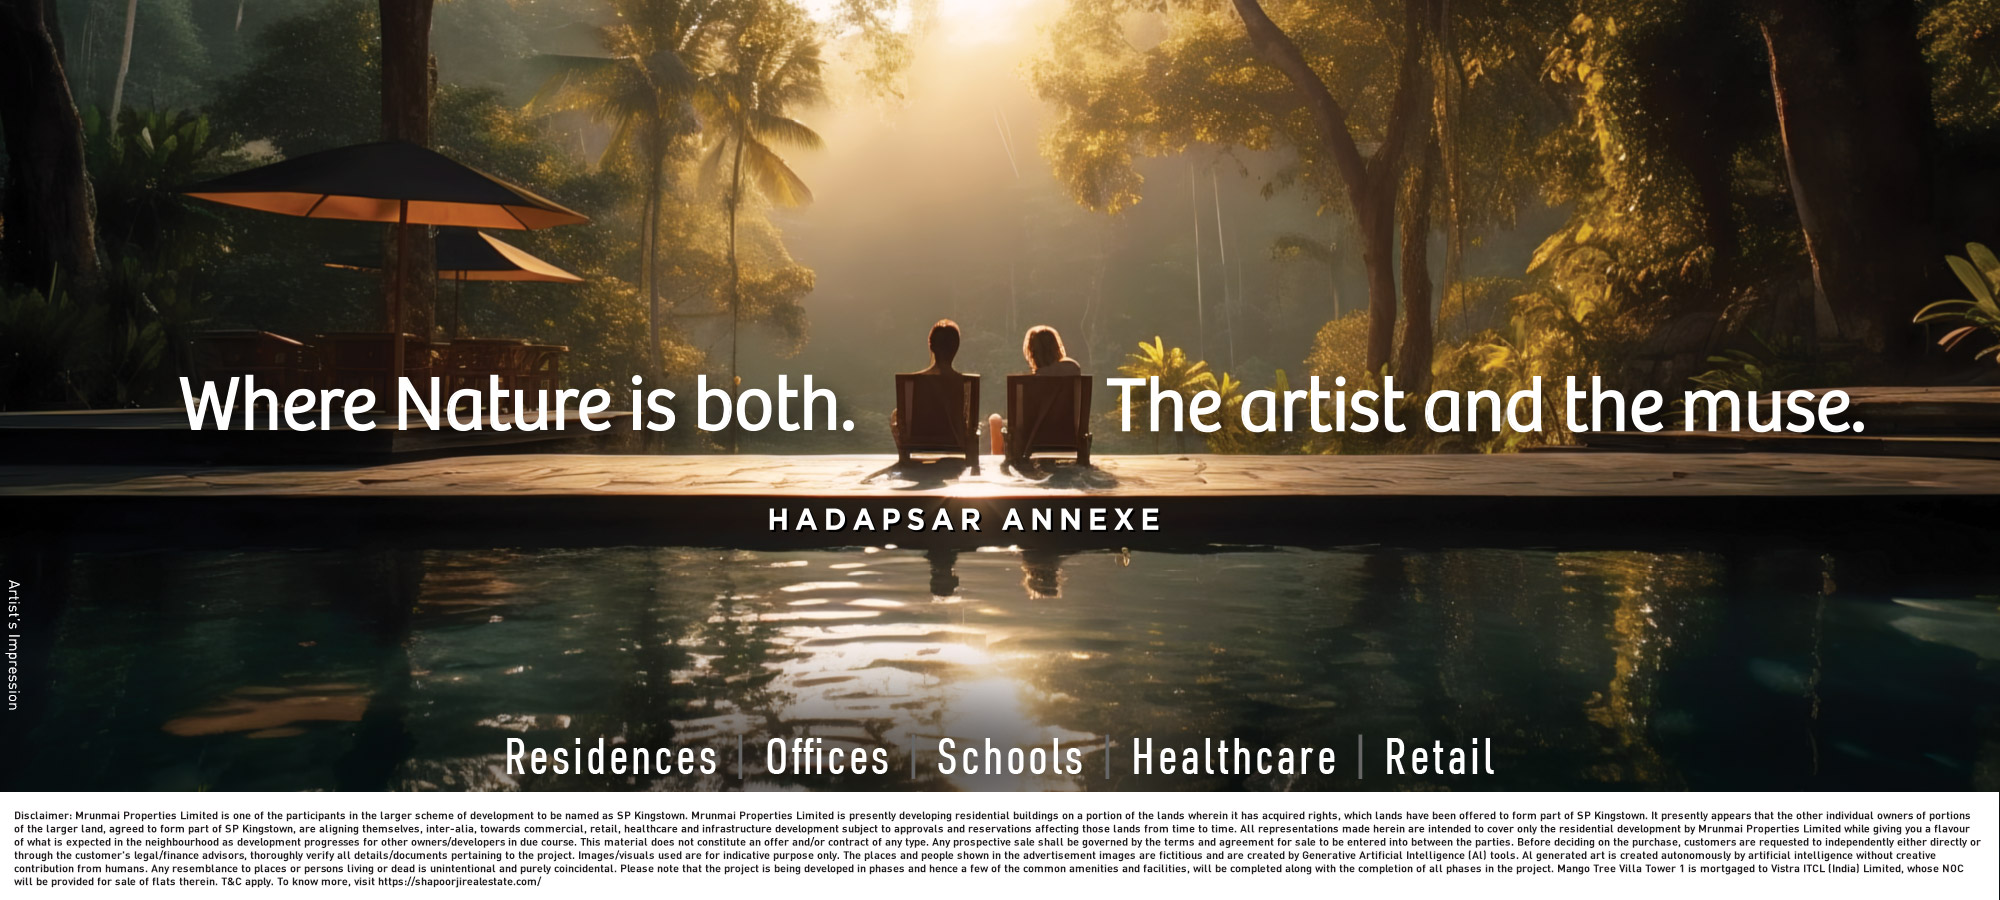 Where Nature is both. The artist and the muse.
HADAPSAR ANNEXE
Artist's Impression
Residences | Offices | Schools | Healthcare | Retail
Disclaimer: Mrunmai Properties Limited is one of the participants in the larger scheme of development to be named as SP Kingstown. Mrunmai Properties Limited is presently developing residential buildings on a portion of the lands wherein it has acquired rights, which lands have been offered to form part of SP Kingstown. It presently appears that the other individual owners of portions
of the larger land, agreed to form part of SP Kingstown, are aligning themselves, inter-alia, towards commercial, retail, healthcare and infrastructure development subject to approvals and reservations affecting those lands from time to time. All representations made herein are intended to cover only the residential development by Mrunmai Properties Limited while giving you a flavour
of what is expected in the neighbourhood as development progresses for other owners/developers in due course. This material does not constitute an offer and/or contract of any type. Any prospective sale shall be governed by the terms and agreement for sale to be entered into between the parties. Before deciding on the purchase, customers are requested to independently either directly or
through the customer's legal/finance advisors, thoroughly verify all details/documents pertaining to the project. Images/visuals used are for indicative purpose only. The places and people shown in the advertisement images are fictitious and are created by Generative Artificial Intelligence (AI) tools. AI generated art is created autonomously by artificial intelligence without creative
contribution from humans. Any resemblance to places or persons living or dead is unintentional and purely coincidental. Please note that the project is being developed in phases and hence a few of the common amenities and facilities, will be completed along with the completion of all phases in the project. Mango Tree Villa Tower 1 is mortgaged to Vistra ITCL (India) Limited, whose NOC
will be provided for sale of flats therein. T&C apply. To know more, visit https://shapoorjirealestate.com/